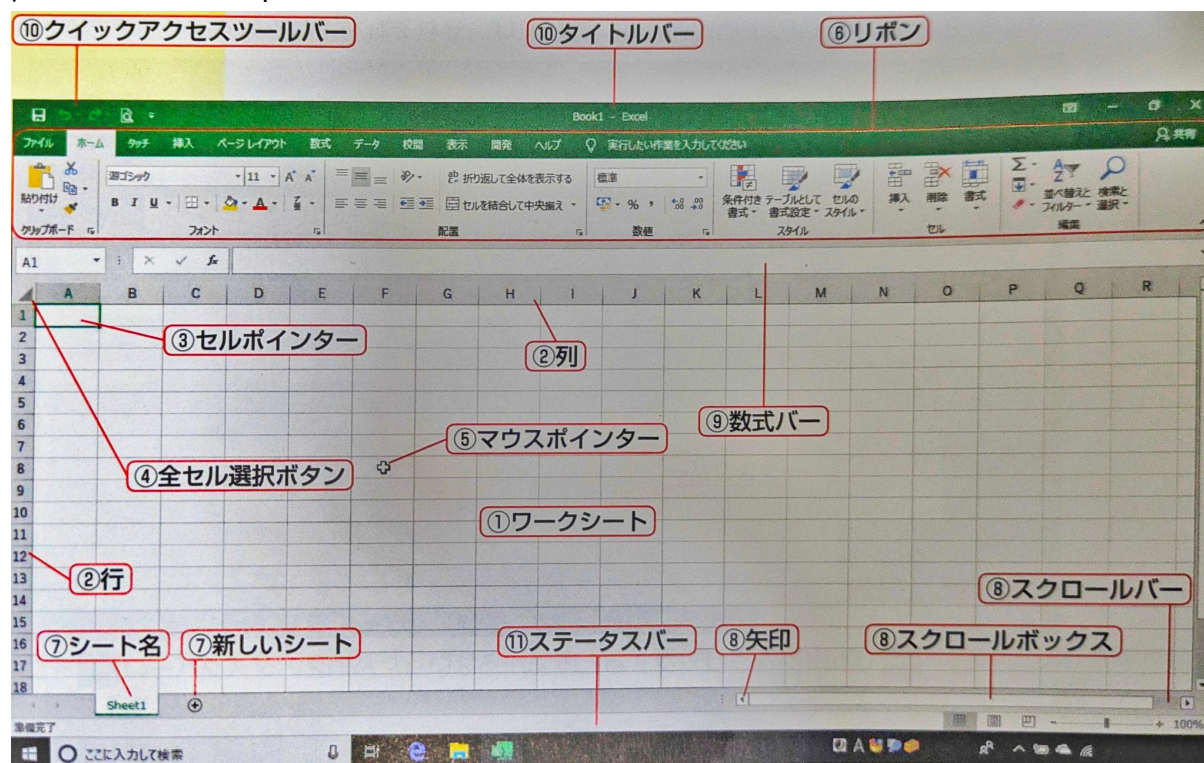 ⑩クイックアクセスツールバー
⑩タイトルバー
⑥リボン
Book1 - Excel
ファイル ホーム タッチ 挿入 ページ レイアウト 数式 データ 校閲 表示 開発 ヘルプ 実行したい作業を入力してください 共有
貼り付け
游ゴシック 11 A A
折り返して全体を表示する
標準
B I U A
セルを結合して中央揃え
% ,
条件付き書式
テーブルとして書式設定
セルのスタイル
挿入 削除 書式
Σ
並べ替えとフィルター
検索と選択
クリップボード フォント 配置 数値 スタイル セル 編集
A1 fx
A B C D E F G H I J K L M N O P Q R
1
2
③セルポインター
②列
3
4
5
6
⑨数式バー
7
⑤マウスポインター
8
④全セル選択ボタン
9
10
①ワークシート
11
12
13
②行
⑧スクロールバー
14
15
16
⑦シート名
⑦新しいシート
⑪ステータスバー
⑧矢印
⑧スクロールボックス
17
18
Sheet1
準備完了
100%
ここに入力して検索
A